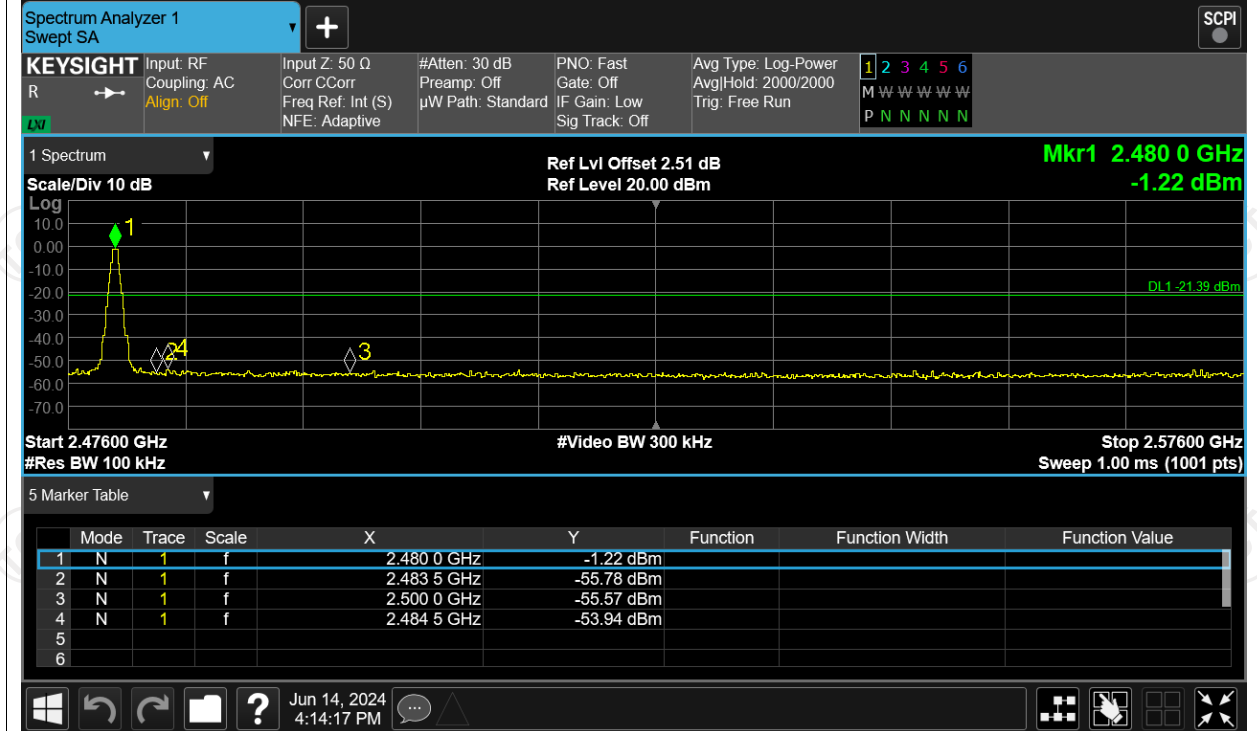 Spectrum Analyzer 1
Swept SA
SCPI
KEYSIGHT
R
LXI
Input: RF
Coupling: AC
Align: Off
Input Z: 50 Ω
Corr CCorr
Freq Ref: Int (S)
NFE: Adaptive
#Atten: 30 dB
Preamp: Off
µW Path: Standard
PNO: Fast
Gate: Off
IF Gain: Low
Sig Track: Off
Avg Type: Log-Power
Avg|Hold: 2000/2000
Trig: Free Run
1 2 3 4 5 6
M W W W W W
P N N N N N
1 Spectrum
Scale/Div 10 dB
Ref Lvl Offset 2.51 dB
Ref Level 20.00 dBm
Mkr1 2.480 0 GHz
-1.22 dBm
Log
10.0
0.00
-10.0
-20.0
-30.0
-40.0
-50.0
-60.0
-70.0
1
2 4
3
DL1 -21.39 dBm
Start 2.47600 GHz
#Video BW 300 kHz
Stop 2.57600 GHz
#Res BW 100 kHz
Sweep 1.00 ms (1001 pts)
5 Marker Table
Mode Trace Scale X Y Function Function Width Function Value
1 N 1 f 2.480 0 GHz -1.22 dBm
2 N 1 f 2.483 5 GHz -55.78 dBm
3 N 1 f 2.500 0 GHz -55.57 dBm
4 N 1 f 2.484 5 GHz -53.94 dBm
5
6
Jun 14, 2024
4:14:17 PM